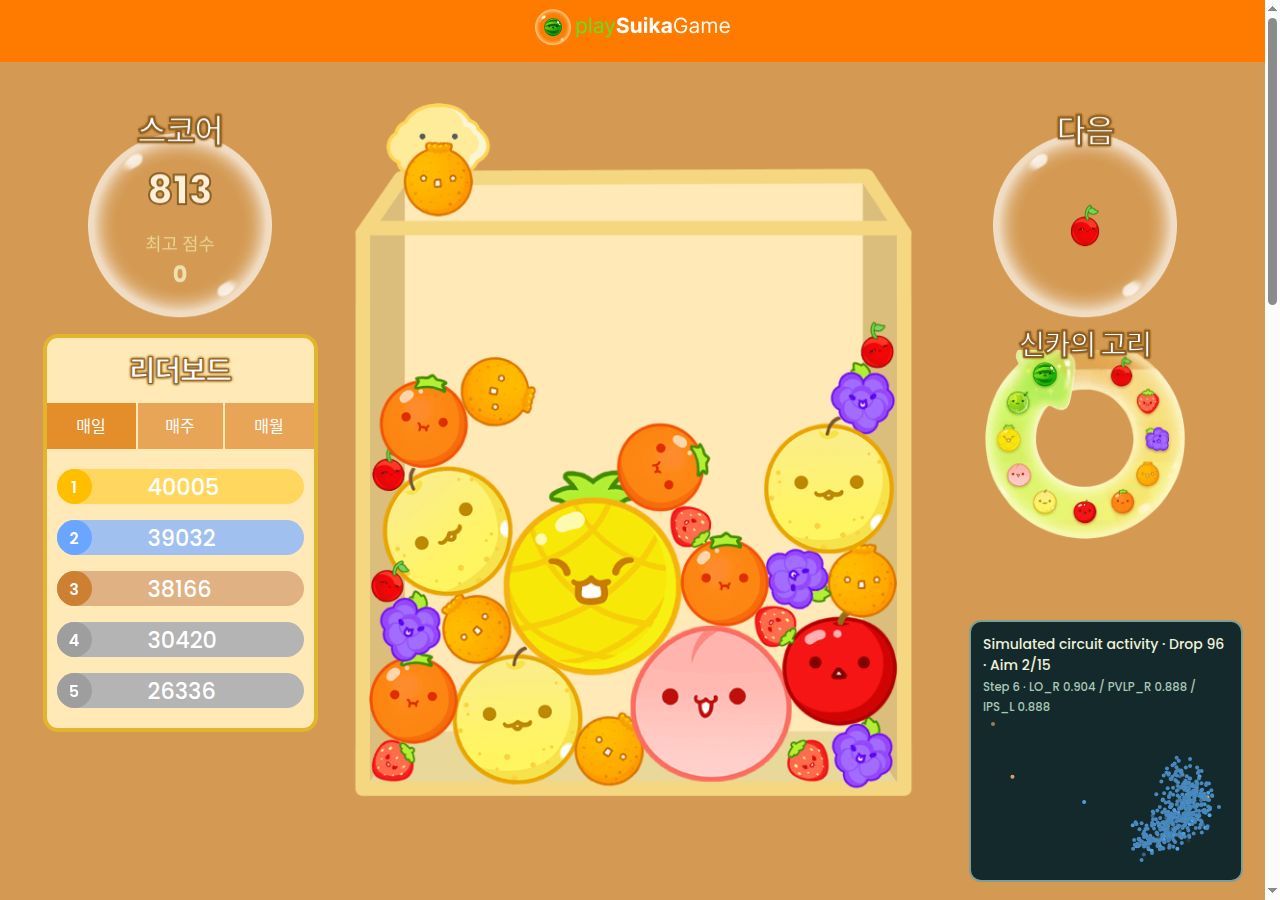 playSuikaGame
스코어
813
최고 점수
0
리더보드
매일 매주 매월
1 40005
2 39032
3 38166
4 30420
5 26336
다음
신카의 고리
Simulated circuit activity · Drop 96
· Aim 2/15
Step 6 · LO_R 0.904 / PVLP_R 0.888 /
IPS_L 0.888